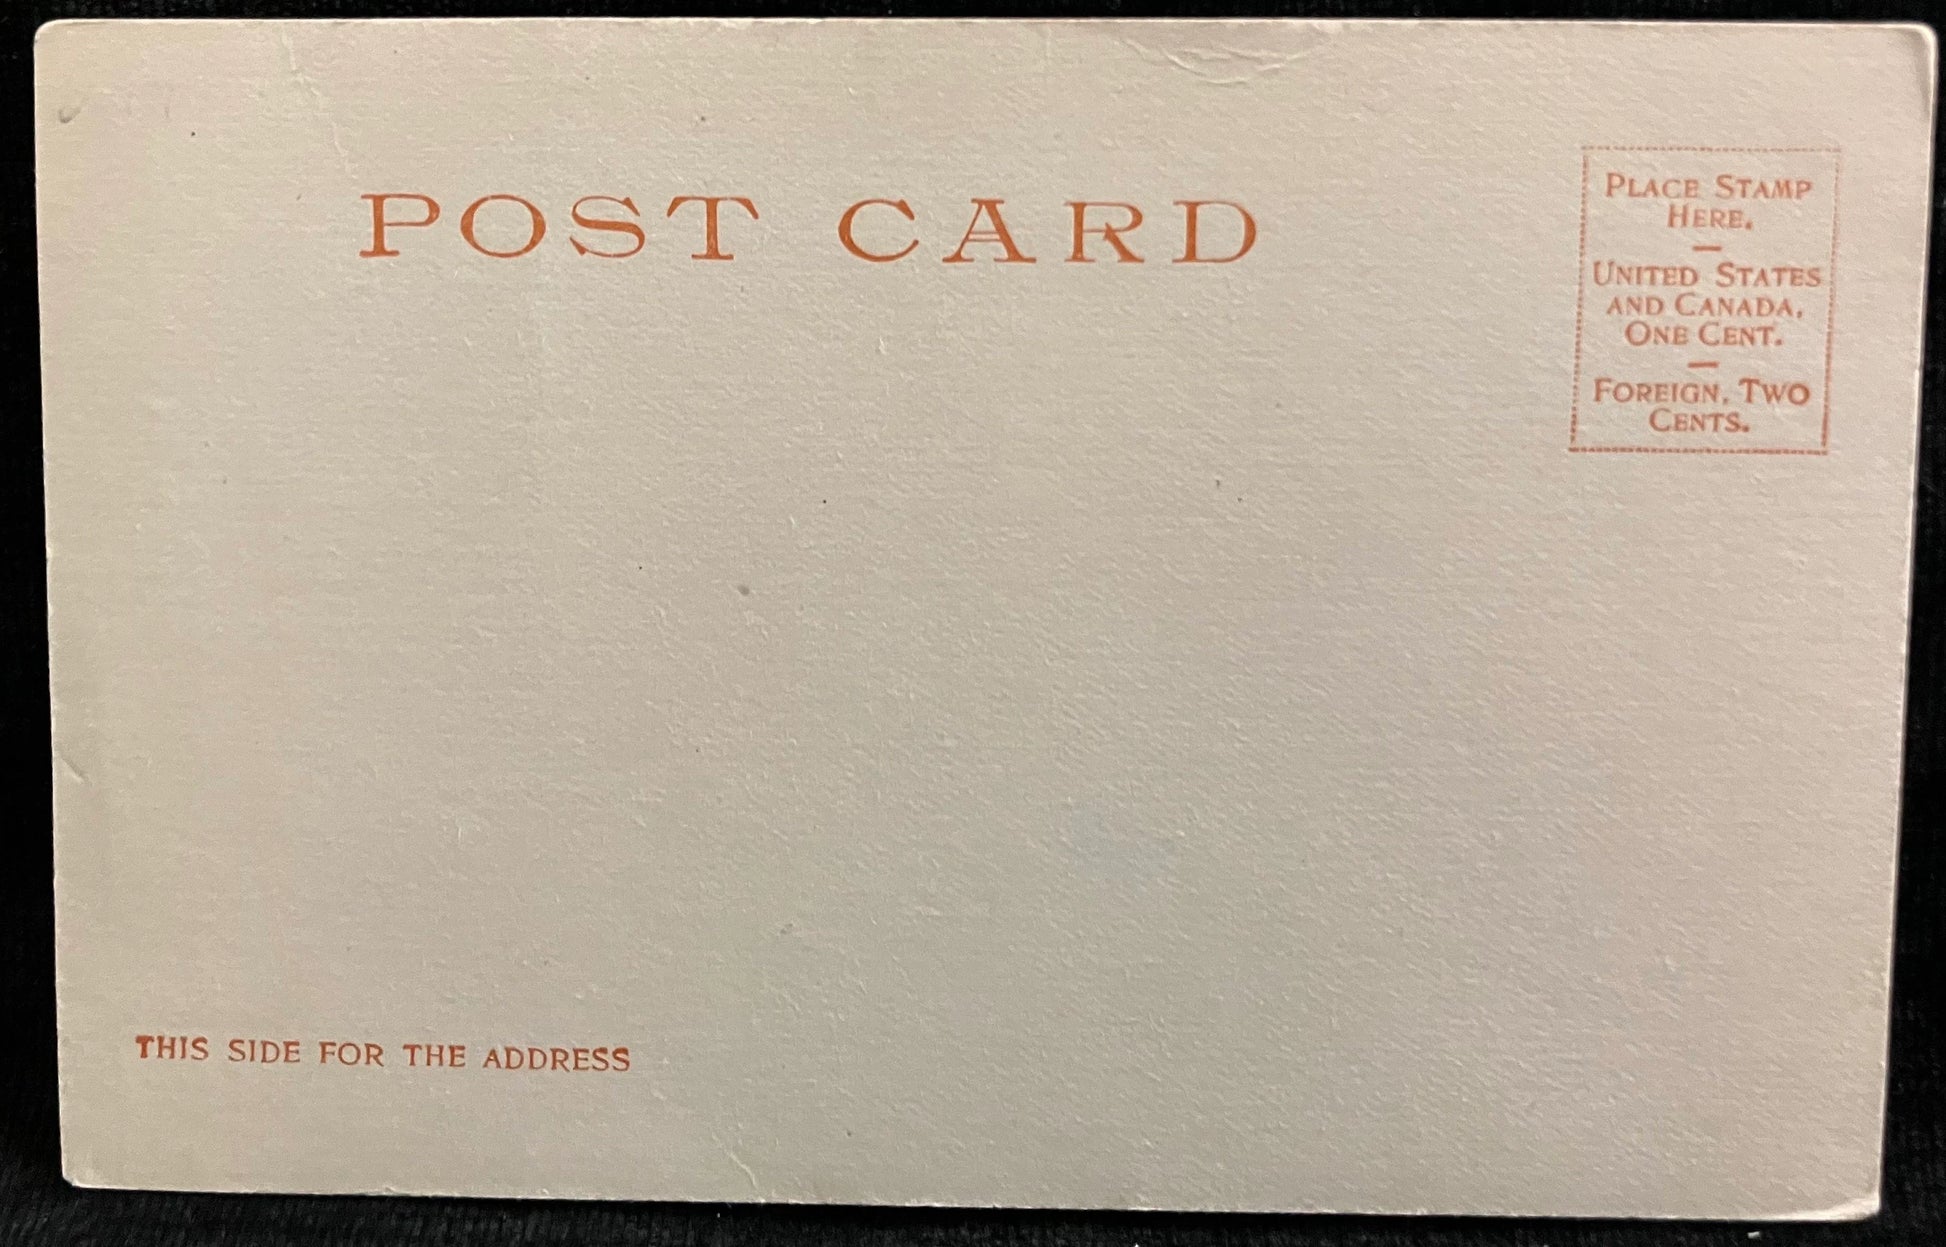 POST CARD
PLACE STAMP
HERE.
UNITED STATES
AND CANADA,
ONE CENT.
FOREIGN, TWO
CENTS.
THIS SIDE FOR THE ADDRESS